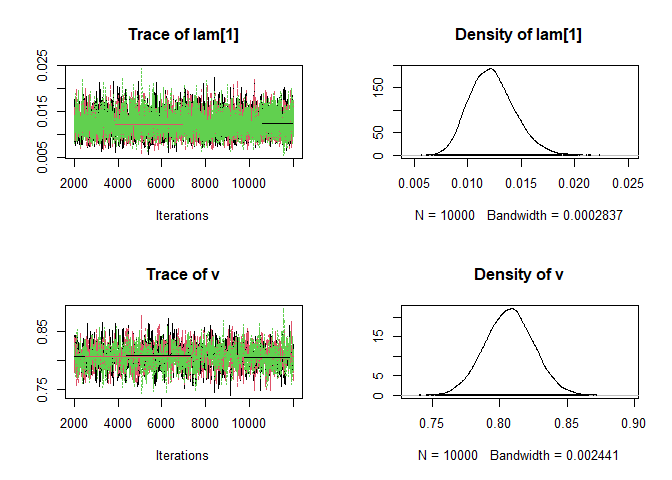 Trace of lam[1]
0.005 0.015 0.025
2000 4000 6000 8000 10000
Iterations
Density of lam[1]
0 50 150
0.005 0.010 0.015 0.020 0.025
N = 10000 Bandwidth = 0.0002837
Trace of v
0.75 0.85
2000 4000 6000 8000 10000
Iterations
Density of v
0 5 15
0.75 0.80 0.85 0.90
N = 10000 Bandwidth = 0.002441